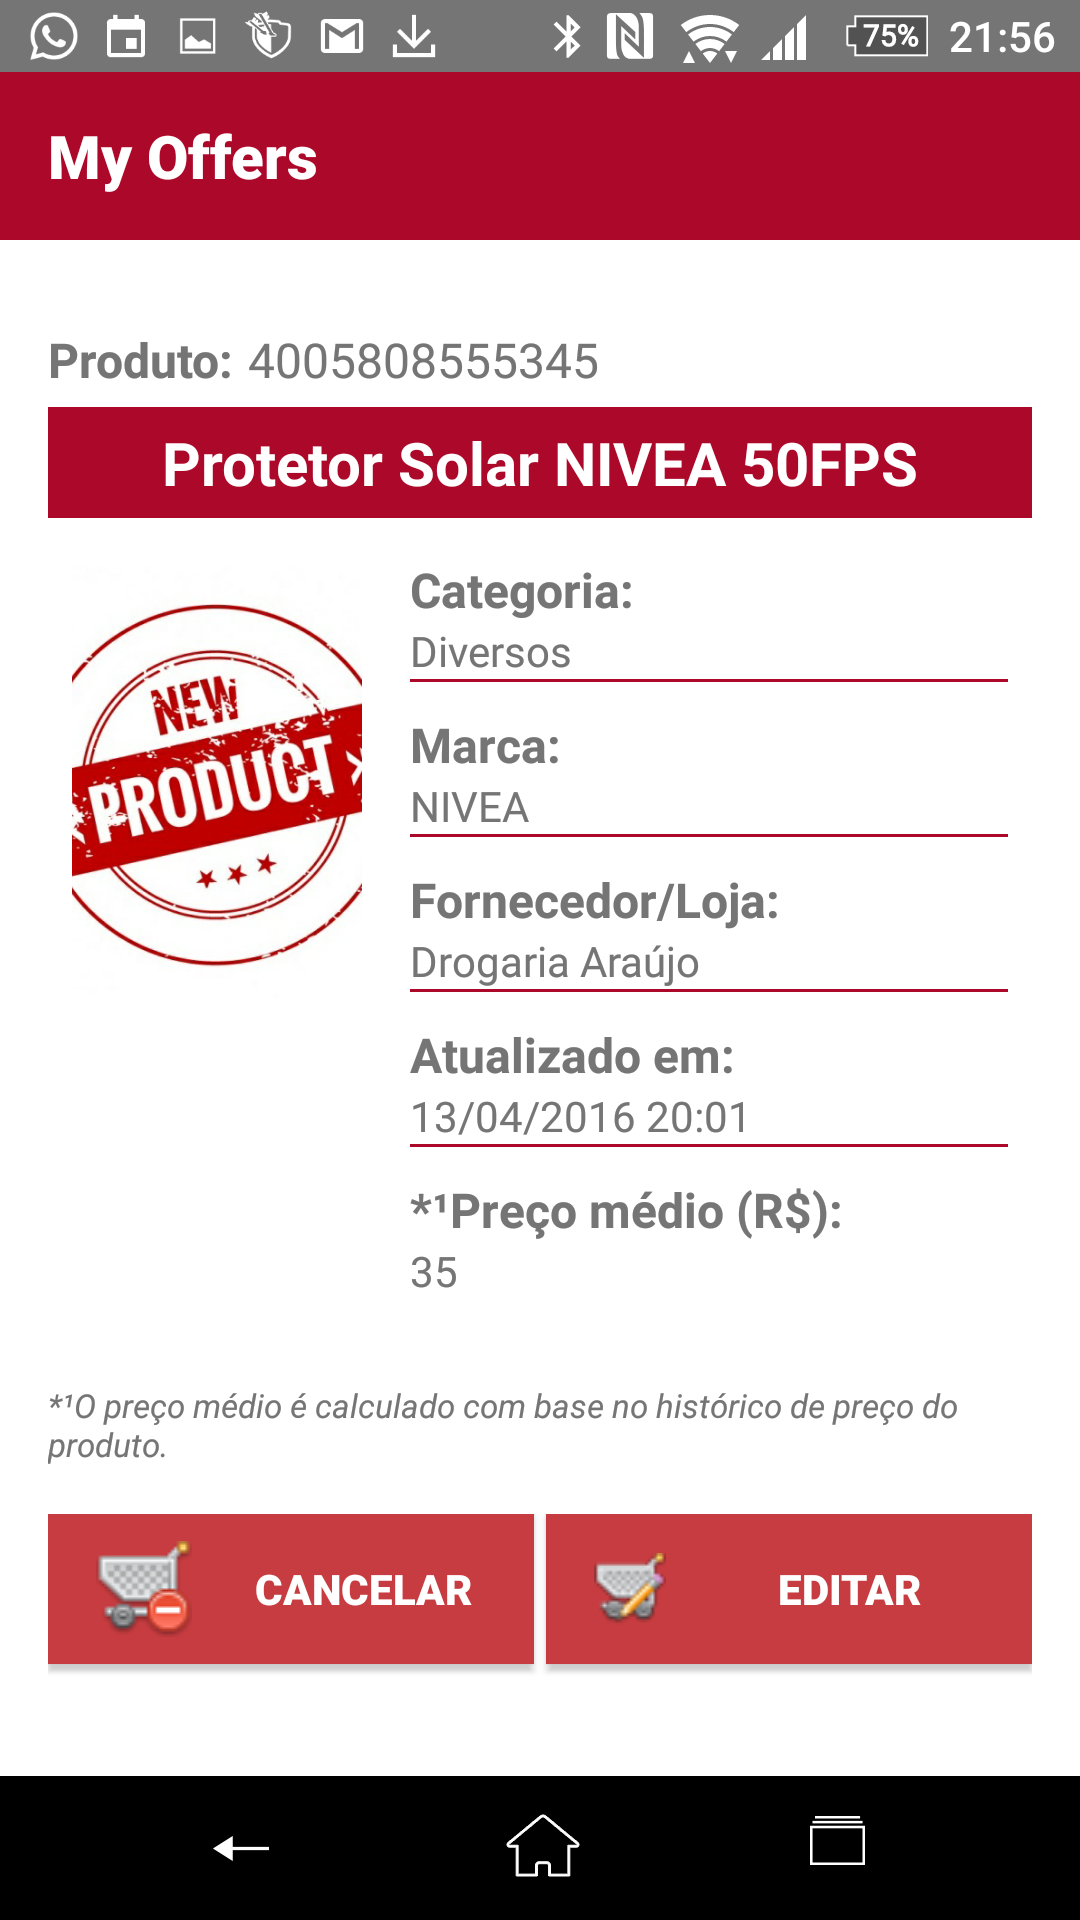 75% 21:56
My Offers
Produto: 4005808555345
Protetor Solar NIVEA 50FPS
NEW
PRODUCT
Categoria:
Diversos
Marca:
NIVEA
Fornecedor/Loja:
Drogaria Araújo
Atualizado em:
13/04/2016 20:01
*¹Preço médio (R$):
35
*¹O preço médio é calculado com base no histórico de preço do
produto.
CANCELAR
EDITAR